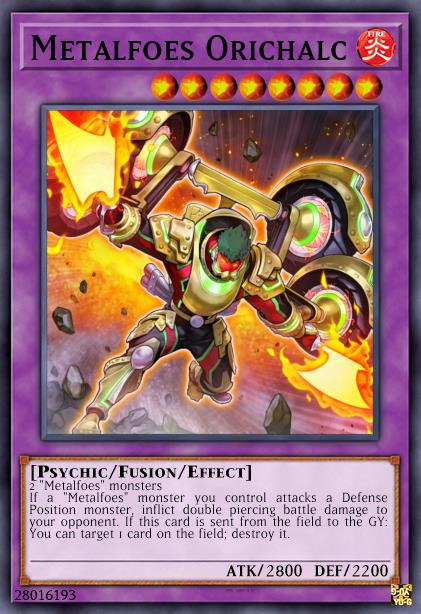 METALFOES ORICHALC
FIRE
炎
[PSYCHIC/FUSION/EFFECT]
2 "Metalfoes" monsters
If a "Metalfoes" monster you control attacks a Defense
Position monster, inflict double piercing battle damage to
your opponent. If this card is sent from the field to the GY:
You can target 1 card on the field; destroy it.
ATK/2800 DEF/2200
28016193